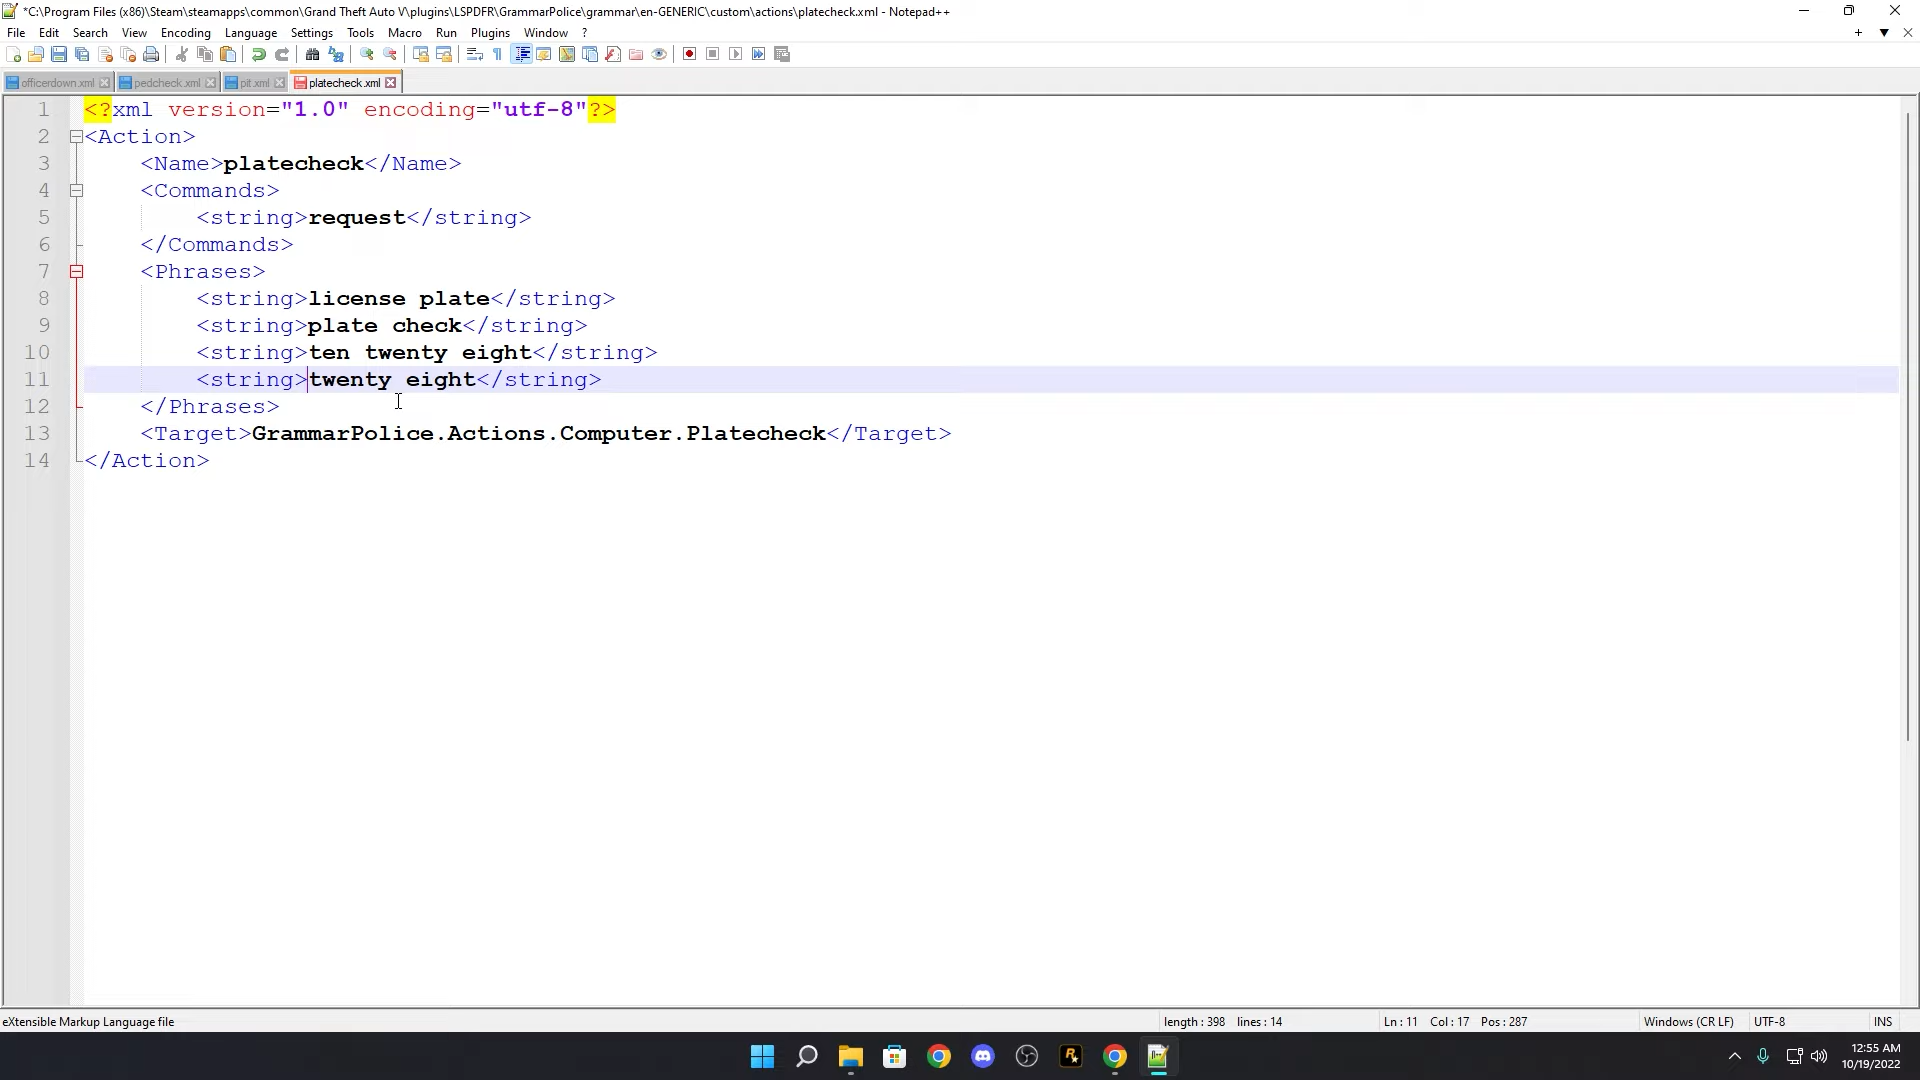 *C:\Program Files (x86)\Steam\steamapps\common\Grand Theft Auto V\plugins\LSPDFR\GrammarPolice\grammar\en-GENERIC\custom\actions\platecheck.xml - Notepad++
File Edit Search View Encoding Language Settings Tools Macro Run Plugins Window ?
officerdown.xml pedcheck.xml pit.xml platecheck.xml
1 <?xml version="1.0" encoding="utf-8"?>
2 <Action>
3 <Name>platecheck</Name>
4 <Commands>
5 <string>request</string>
6 </Commands>
7 <Phrases>
8 <string>license plate</string>
9 <string>plate check</string>
10 <string>ten twenty eight</string>
11 <string>twenty eight</string>
12 </Phrases>
13 <Target>GrammarPolice.Actions.Computer.Platecheck</Target>
14 </Action>
eXtensible Markup Language file length : 398 lines : 14 Ln : 11 Col : 17 Pos : 287 Windows (CR LF) UTF-8 INS
12:55 AM
10/19/2022